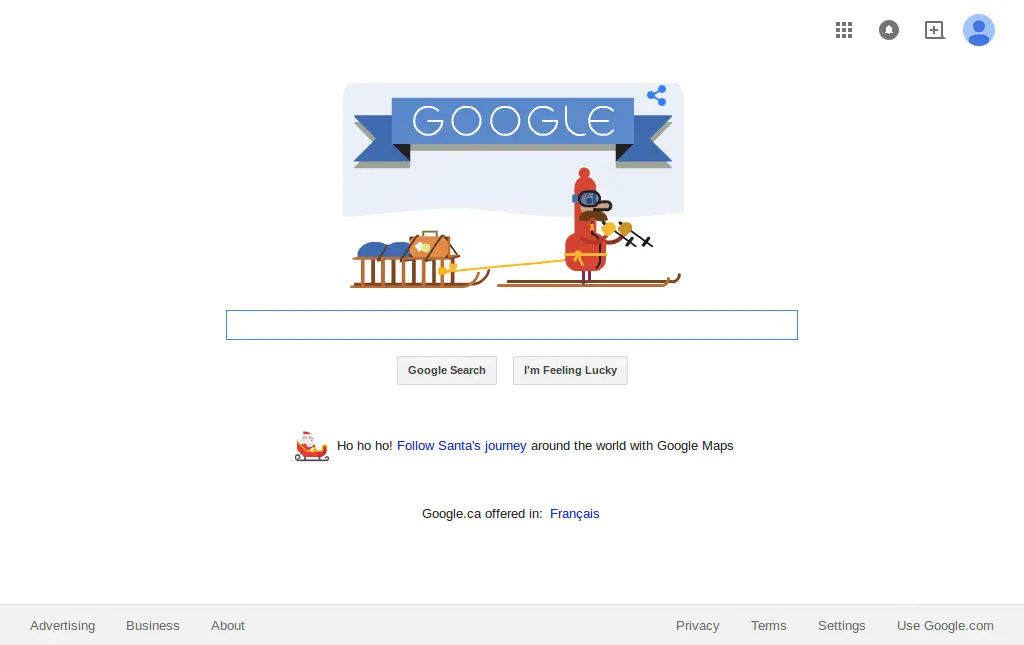 GOOGLE
Google Search I'm Feeling Lucky
Ho ho ho! Follow Santa's journey around the world with Google Maps
Google.ca offered in: Français
Advertising Business About Privacy Terms Settings Use Google.com